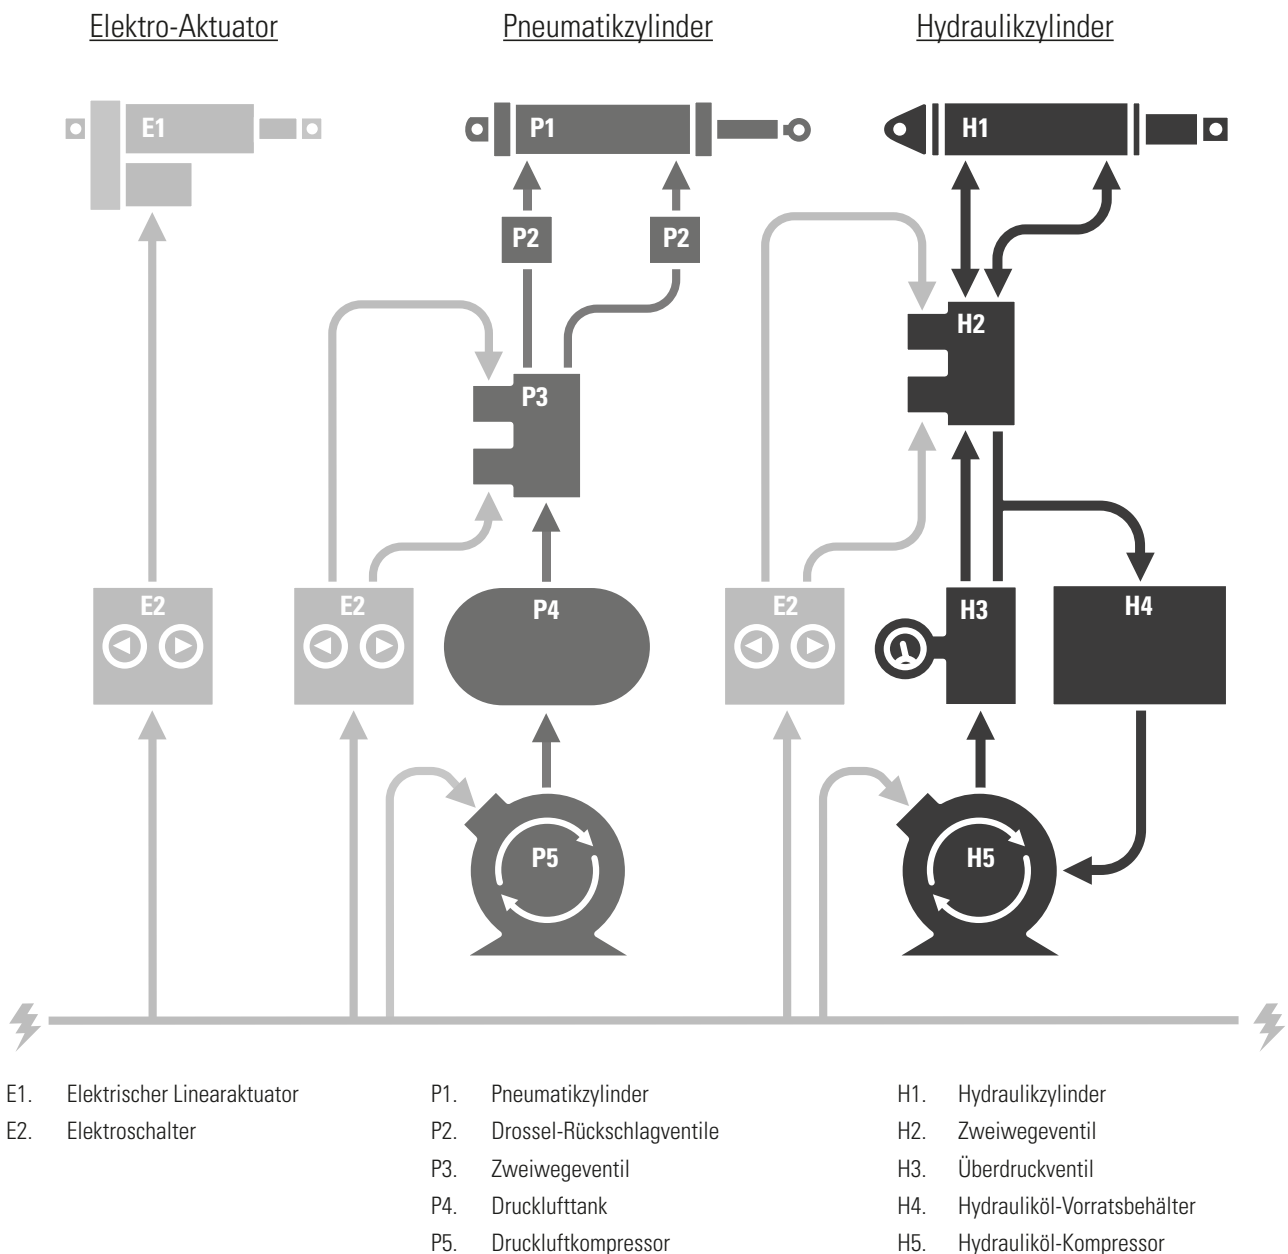 Elektro-Aktuator
Pneumatikzylinder
Hydraulikzylinder
E1
P1
H1
P2
P2
H2
P3
E2
E2
P4
E2
H3
H4
P5
H5
E1. Elektrischer Linearaktuator
E2. Elektroschalter
P1. Pneumatikzylinder
P2. Drossel-Rückschlagventile
P3. Zweiwegeventil
P4. Drucklufttank
P5. Druckluftkompressor
H1. Hydraulikzylinder
H2. Zweiwegeventil
H3. Überdruckventil
H4. Hydrauliköl-Vorratsbehälter
H5. Hydrauliköl-Kompressor